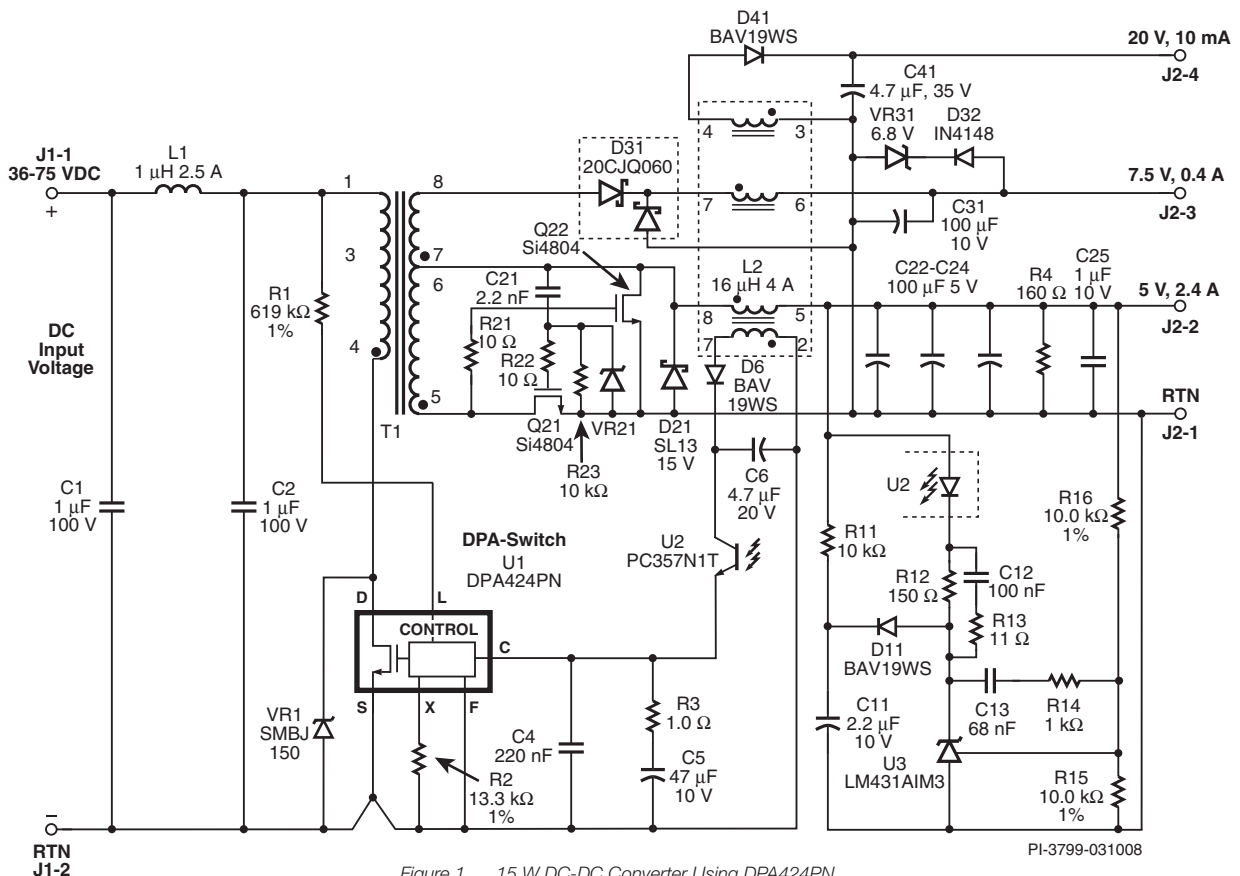 D41
BAV19WS
20 V, 10 mA
J2-4
C41
4.7 µF, 35 V
4
3
VR31
6.8 V
D32
IN4148
J1-1
36-75 VDC
+
L1
1 µH 2.5 A
D31
20CJQ060
7.5 V, 0.4 A
J2-3
1
8
7
6
C31
100 µF
10 V
Q22
Si4804
3
7
6
C21
2.2 nF
L2
16 µH 4 A
C22-C24
100 µF 5 V
R4
160 Ω
C25
1 µF
10 V
5 V, 2.4 A
J2-2
R1
619 kΩ
1%
DC
Input
Voltage
4
R21
10 Ω
R22
10 Ω
8
5
7
2
D6
BAV
19WS
5
T1
Q21
Si4804
VR21
R23
10 kΩ
D21
SL13
15 V
RTN
J2-1
C6
4.7 µF
20 V
U2
C1
1 µF
100 V
C2
1 µF
100 V
DPA-Switch
U1
DPA424PN
U2
PC357N1T
R11
10 kΩ
R16
10.0 kΩ
1%
R12
150 Ω
C12
100 nF
R13
11 Ω
D
L
CONTROL
C
D11
BAV19WS
S
X
F
VR1
SMBJ
150
R2
13.3 kΩ
1%
C4
220 nF
R3
1.0 Ω
C5
47 µF
10 V
C11
2.2 µF
10 V
C13
68 nF
R14
1 kΩ
U3
LM431AIM3
R15
10.0 kΩ
1%
–
RTN
J1-2
PI-3799-031008
Figure 1. 15 W DC-DC Converter Using DPA424PN